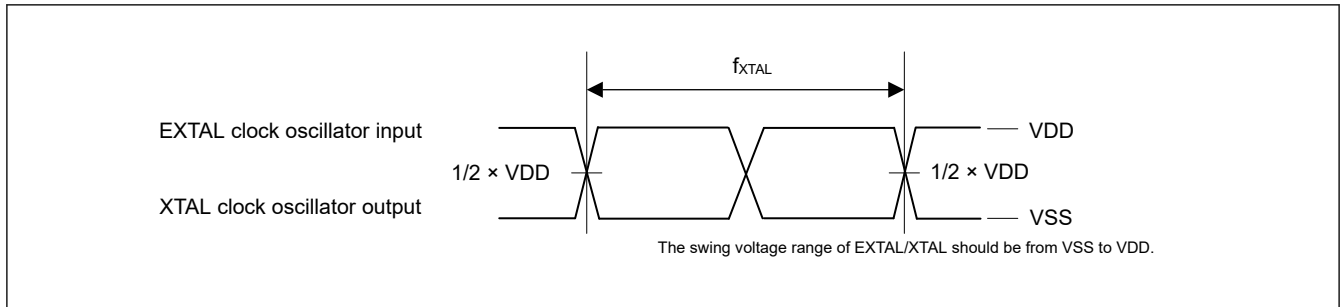 fXTAL
EXTAL clock oscillator input
VDD
1/2 × VDD
1/2 × VDD
XTAL clock oscillator output
VSS
The swing voltage range of EXTAL/XTAL should be from VSS to VDD.